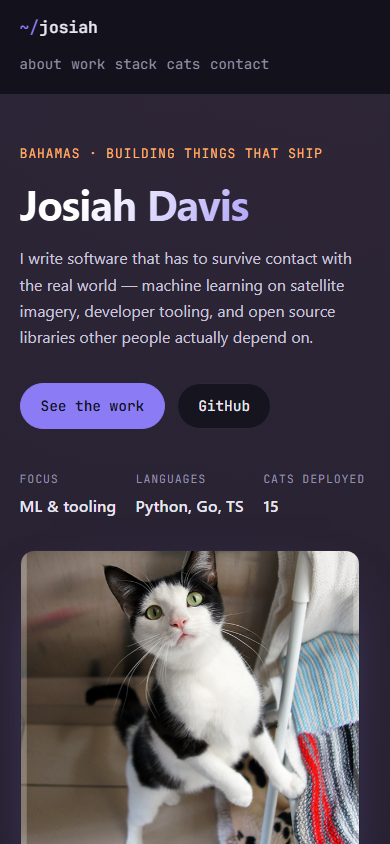 ~/josiah
about work stack cats contact
BAHAMAS · BUILDING THINGS THAT SHIP
Josiah Davis
I write software that has to survive contact with
the real world — machine learning on satellite
imagery, developer tooling, and open source
libraries other people actually depend on.
See the work GitHub
FOCUS LANGUAGES CATS DEPLOYED
ML & tooling Python, Go, TS 15